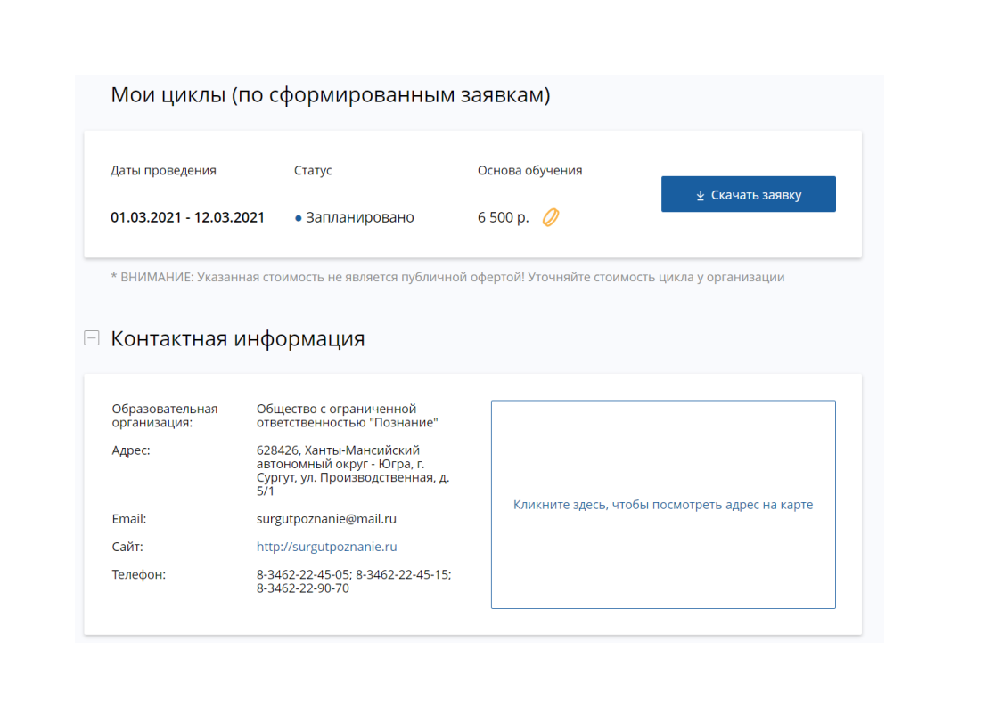 Мои циклы (по сформированным заявкам)
Даты проведения
Статус
Основа обучения
Скачать заявку
01.03.2021 - 12.03.2021
Запланировано
6 500 р.
* ВНИМАНИЕ: Указанная стоимость не является публичной офертой! Уточняйте стоимость цикла у организации
Контактная информация
Образовательная
организация:
Общество с ограниченной
ответственностью "Познание"
Адрес:
628426, Ханты-Мансийский
автономный округ - Югра, г.
Сургут, ул. Производственная, д.
5/1
Email:
surgutpoznanie@mail.ru
Сайт:
http://surgutpoznanie.ru
Телефон:
8-3462-22-45-05; 8-3462-22-45-15;
8-3462-22-90-70
Кликните здесь, чтобы посмотреть адрес на карте